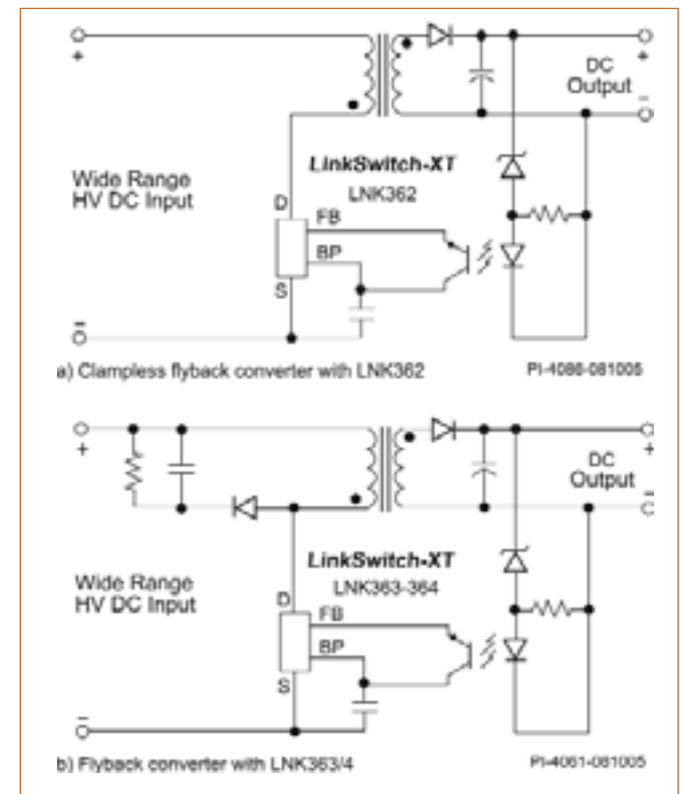 +
+
DC
Output
−
LinkSwitch-XT
LNK362
Wide Range
HV DC Input
D
FB
BP
S
−
a) Clampless flyback converter with LNK362
PI-4086-081005
+
+
DC
Output
−
LinkSwitch-XT
LNK363-364
Wide Range
HV DC Input
D
FB
BP
S
−
b) Flyback converter with LNK363/4
PI-4061-081005